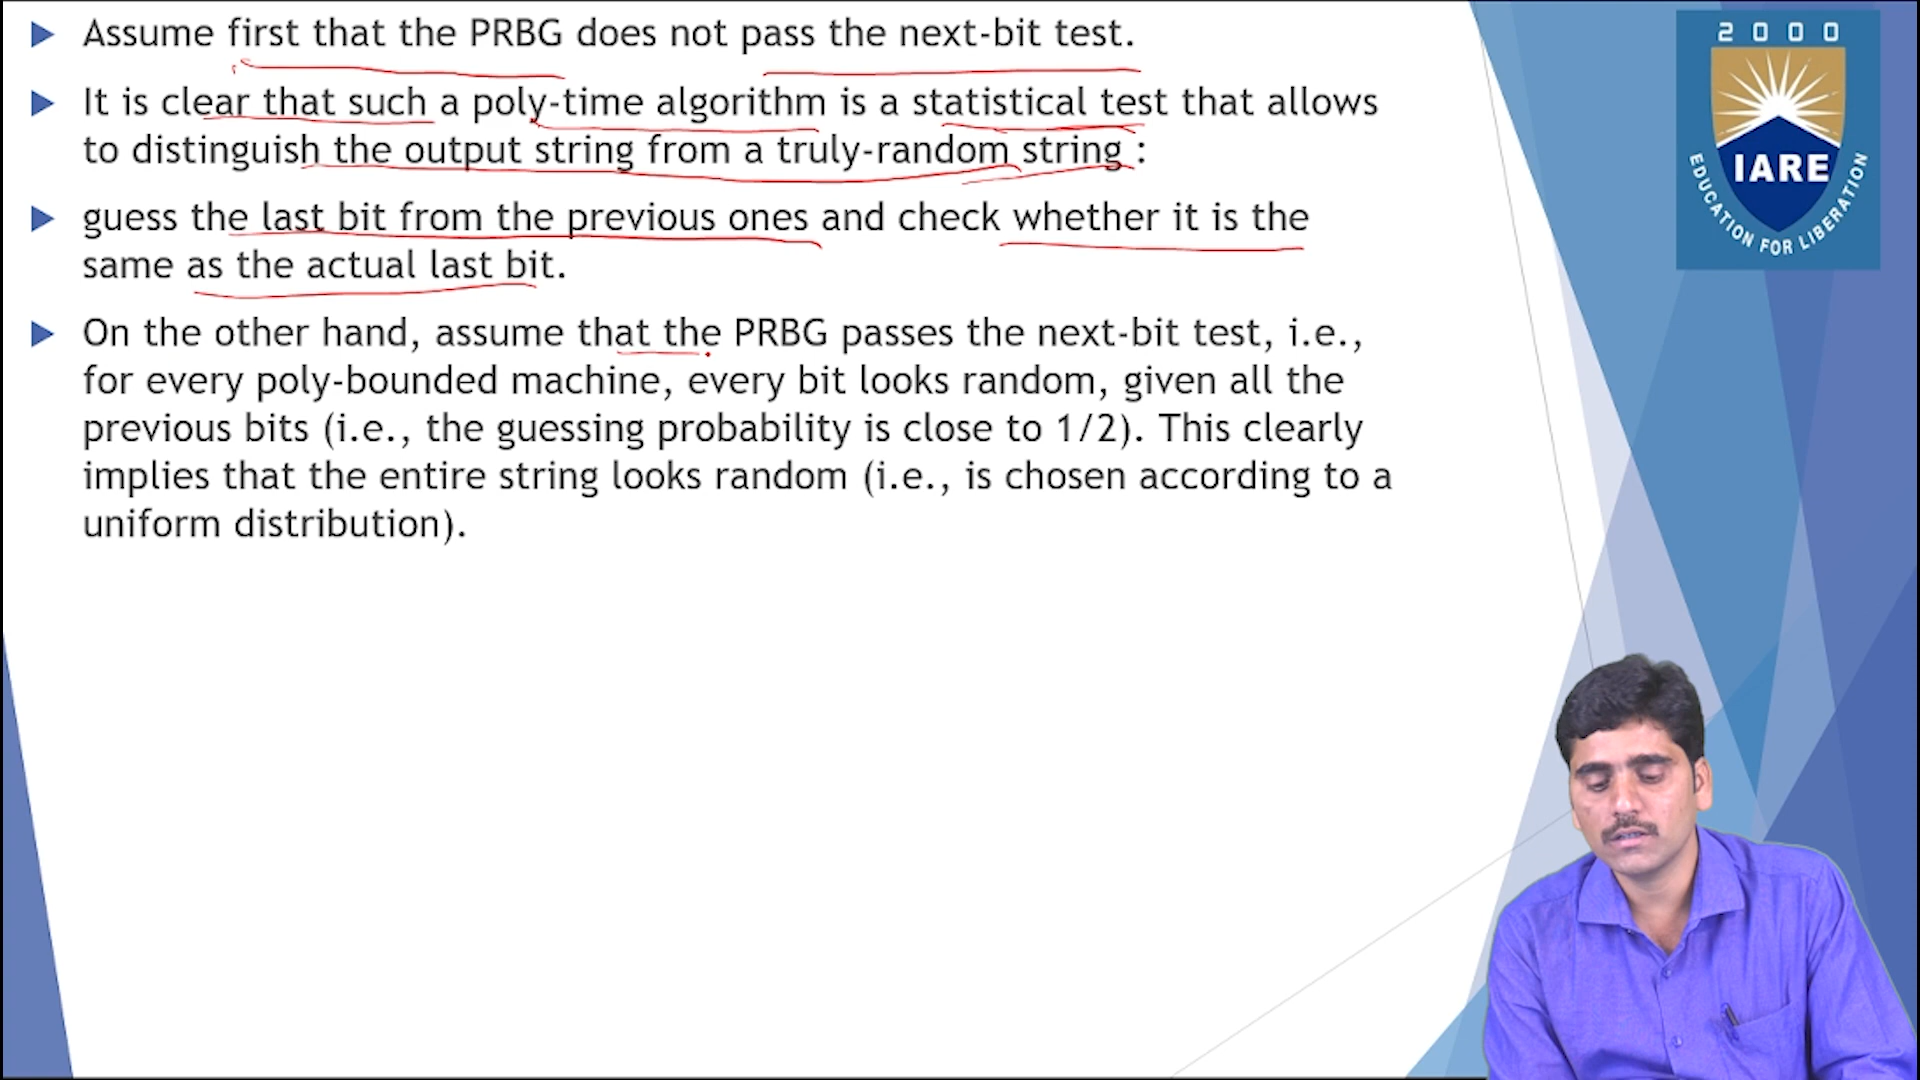 Assume first that the PRBG does not pass the next-bit test.
It is clear that such a poly-time algorithm is a statistical test that allows
to distinguish the output string from a truly-random string :
guess the last bit from the previous ones and check whether it is the
same as the actual last bit.
On the other hand, assume that the PRBG passes the next-bit test, i.e.,
for every poly-bounded machine, every bit looks random, given all the
previous bits (i.e., the guessing probability is close to 1/2). This clearly
implies that the entire string looks random (i.e., is chosen according to a
uniform distribution).
2 0 0 0
IARE
EDUCATION FOR LIBERATION